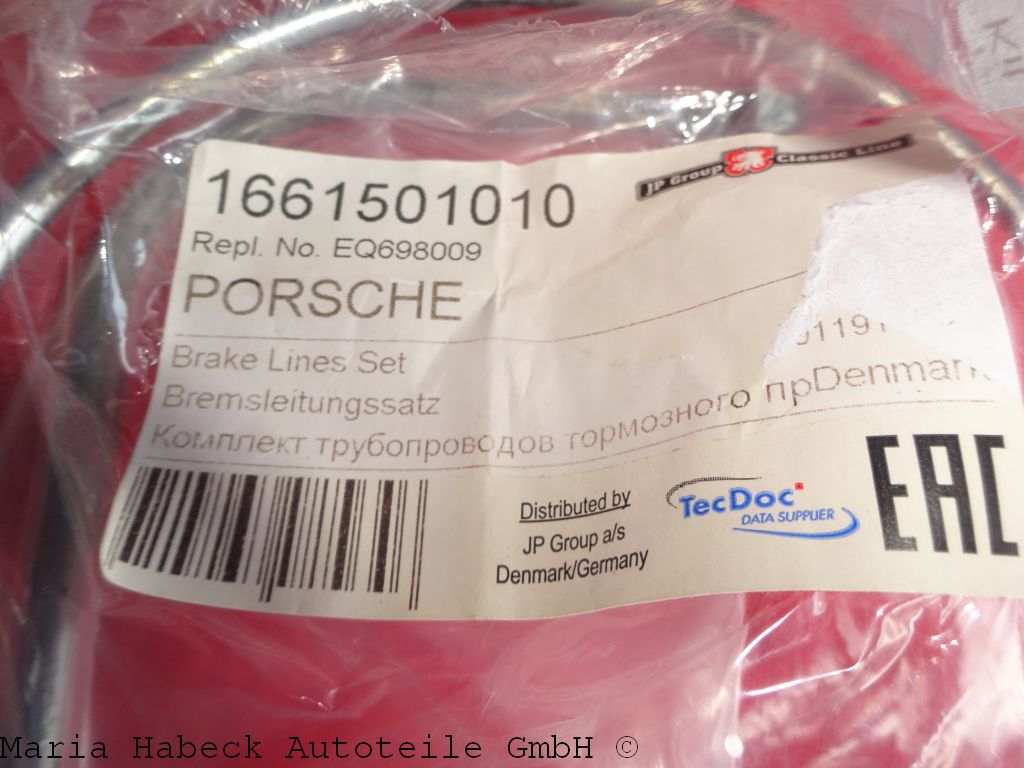 JP Group Classic Line
1661501010
Repl. No. EQ698009
PORSCHE
Brake Lines Set
Bremsleitungssatz
Комплект трубопроводов тормозного прDenmark
Distributed by
JP Group a/s
Denmark/Germany
TecDoc
DATA SUPPLIER
EAC
Maria Habeck Autoteile GmbH ©